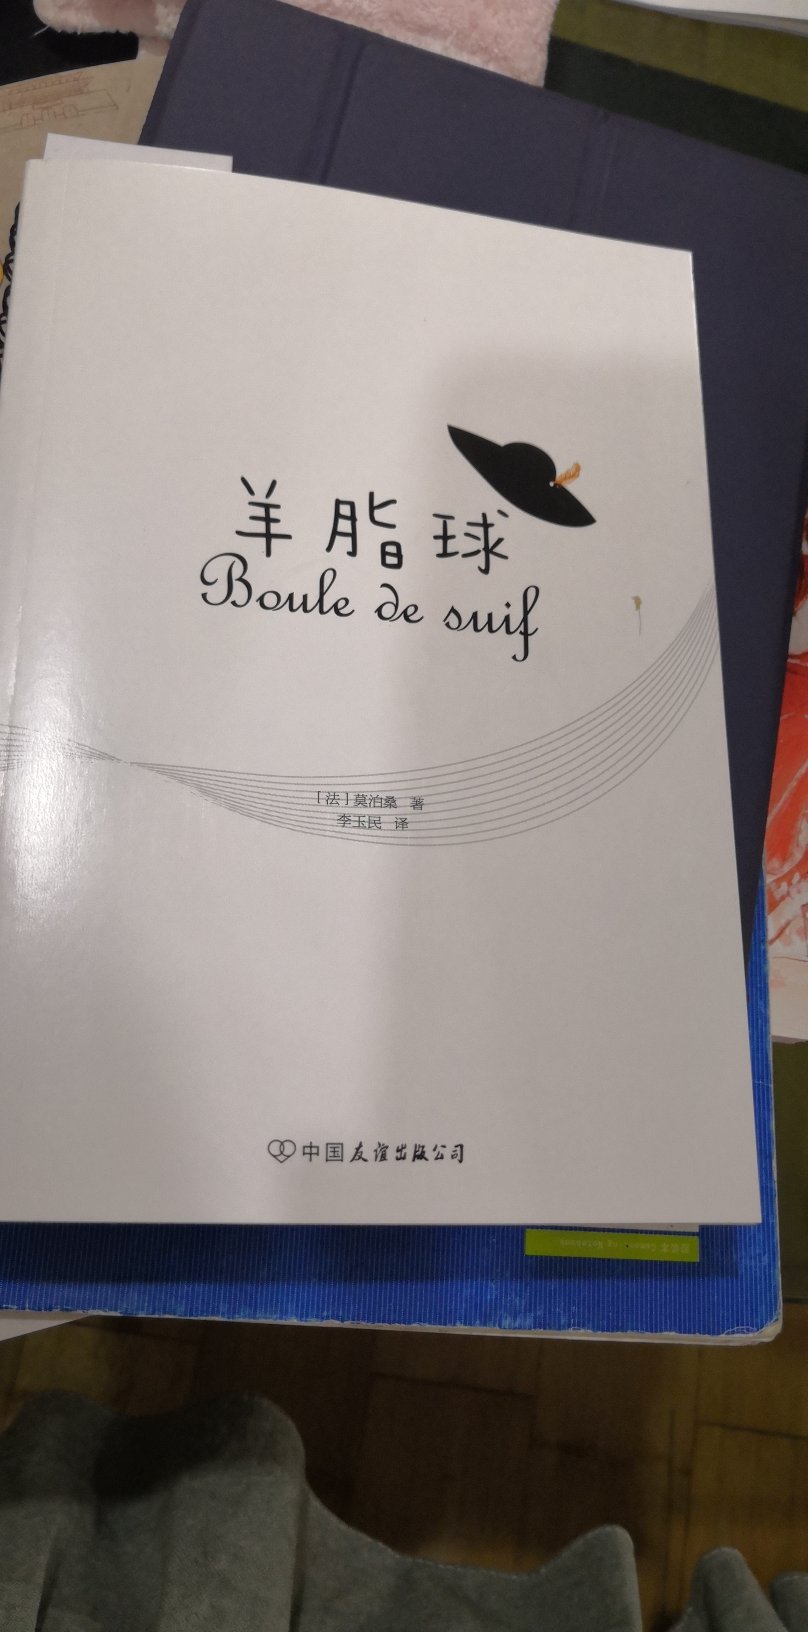 羊脂球
Boule de suif
［法］莫泊桑 著
李玉民 译
中国友谊出版公司